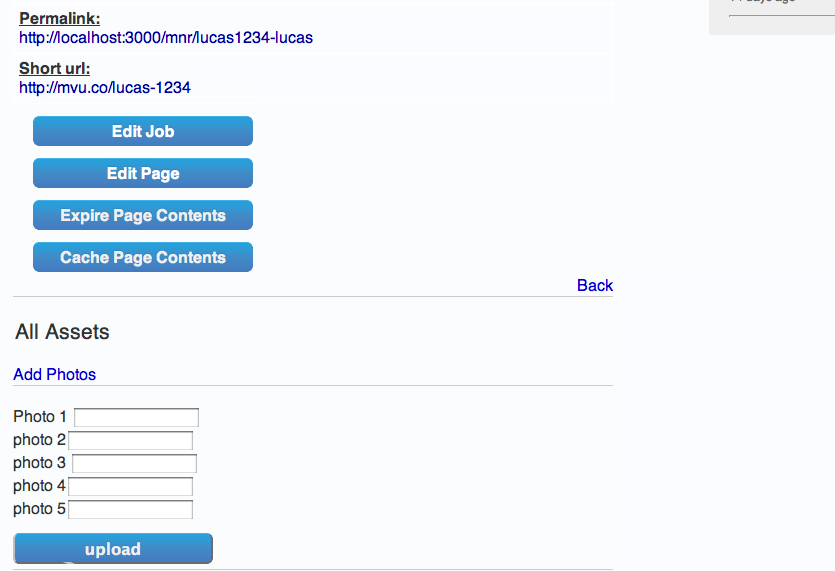 Permalink:
http://localhost:3000/mnr/lucas1234-lucas
Short url:
http://mvu.co/lucas-1234
Edit Job
Edit Page
Expire Page Contents
Cache Page Contents
Back
All Assets
Add Photos
Photo 1
photo 2
photo 3
photo 4
photo 5
upload